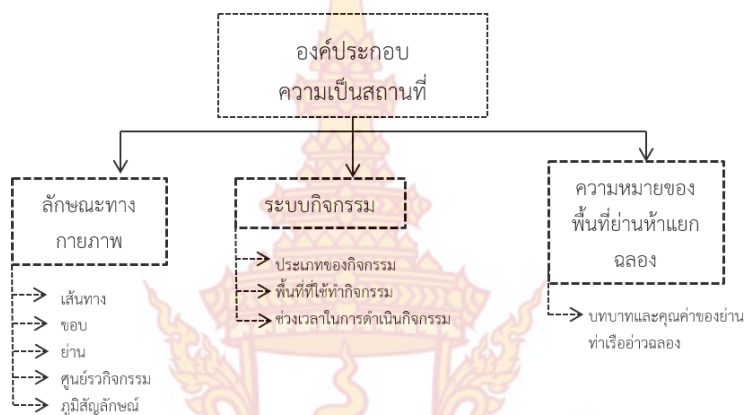 องค์ประกอบ
ความเป็นสถานที่
ลักษณะทาง
กายภาพ
เส้นทาง
ขอบ
ย่าน
ศูนย์รวกิจกรรม
ภูมิสัญลักษณ์
ระบบกิจกรรม
ประเภทของกิจกรรม
พื้นที่ที่ใช้ทำกิจกรรม
ช่วงเวลาในการดำเนินกิจกรรม
ความหมายของ
พื้นที่ย่านห้าแยก
ฉลอง
บทบาทและคุณค่าของย่าน
ท่าเรืออ่าวฉลอง